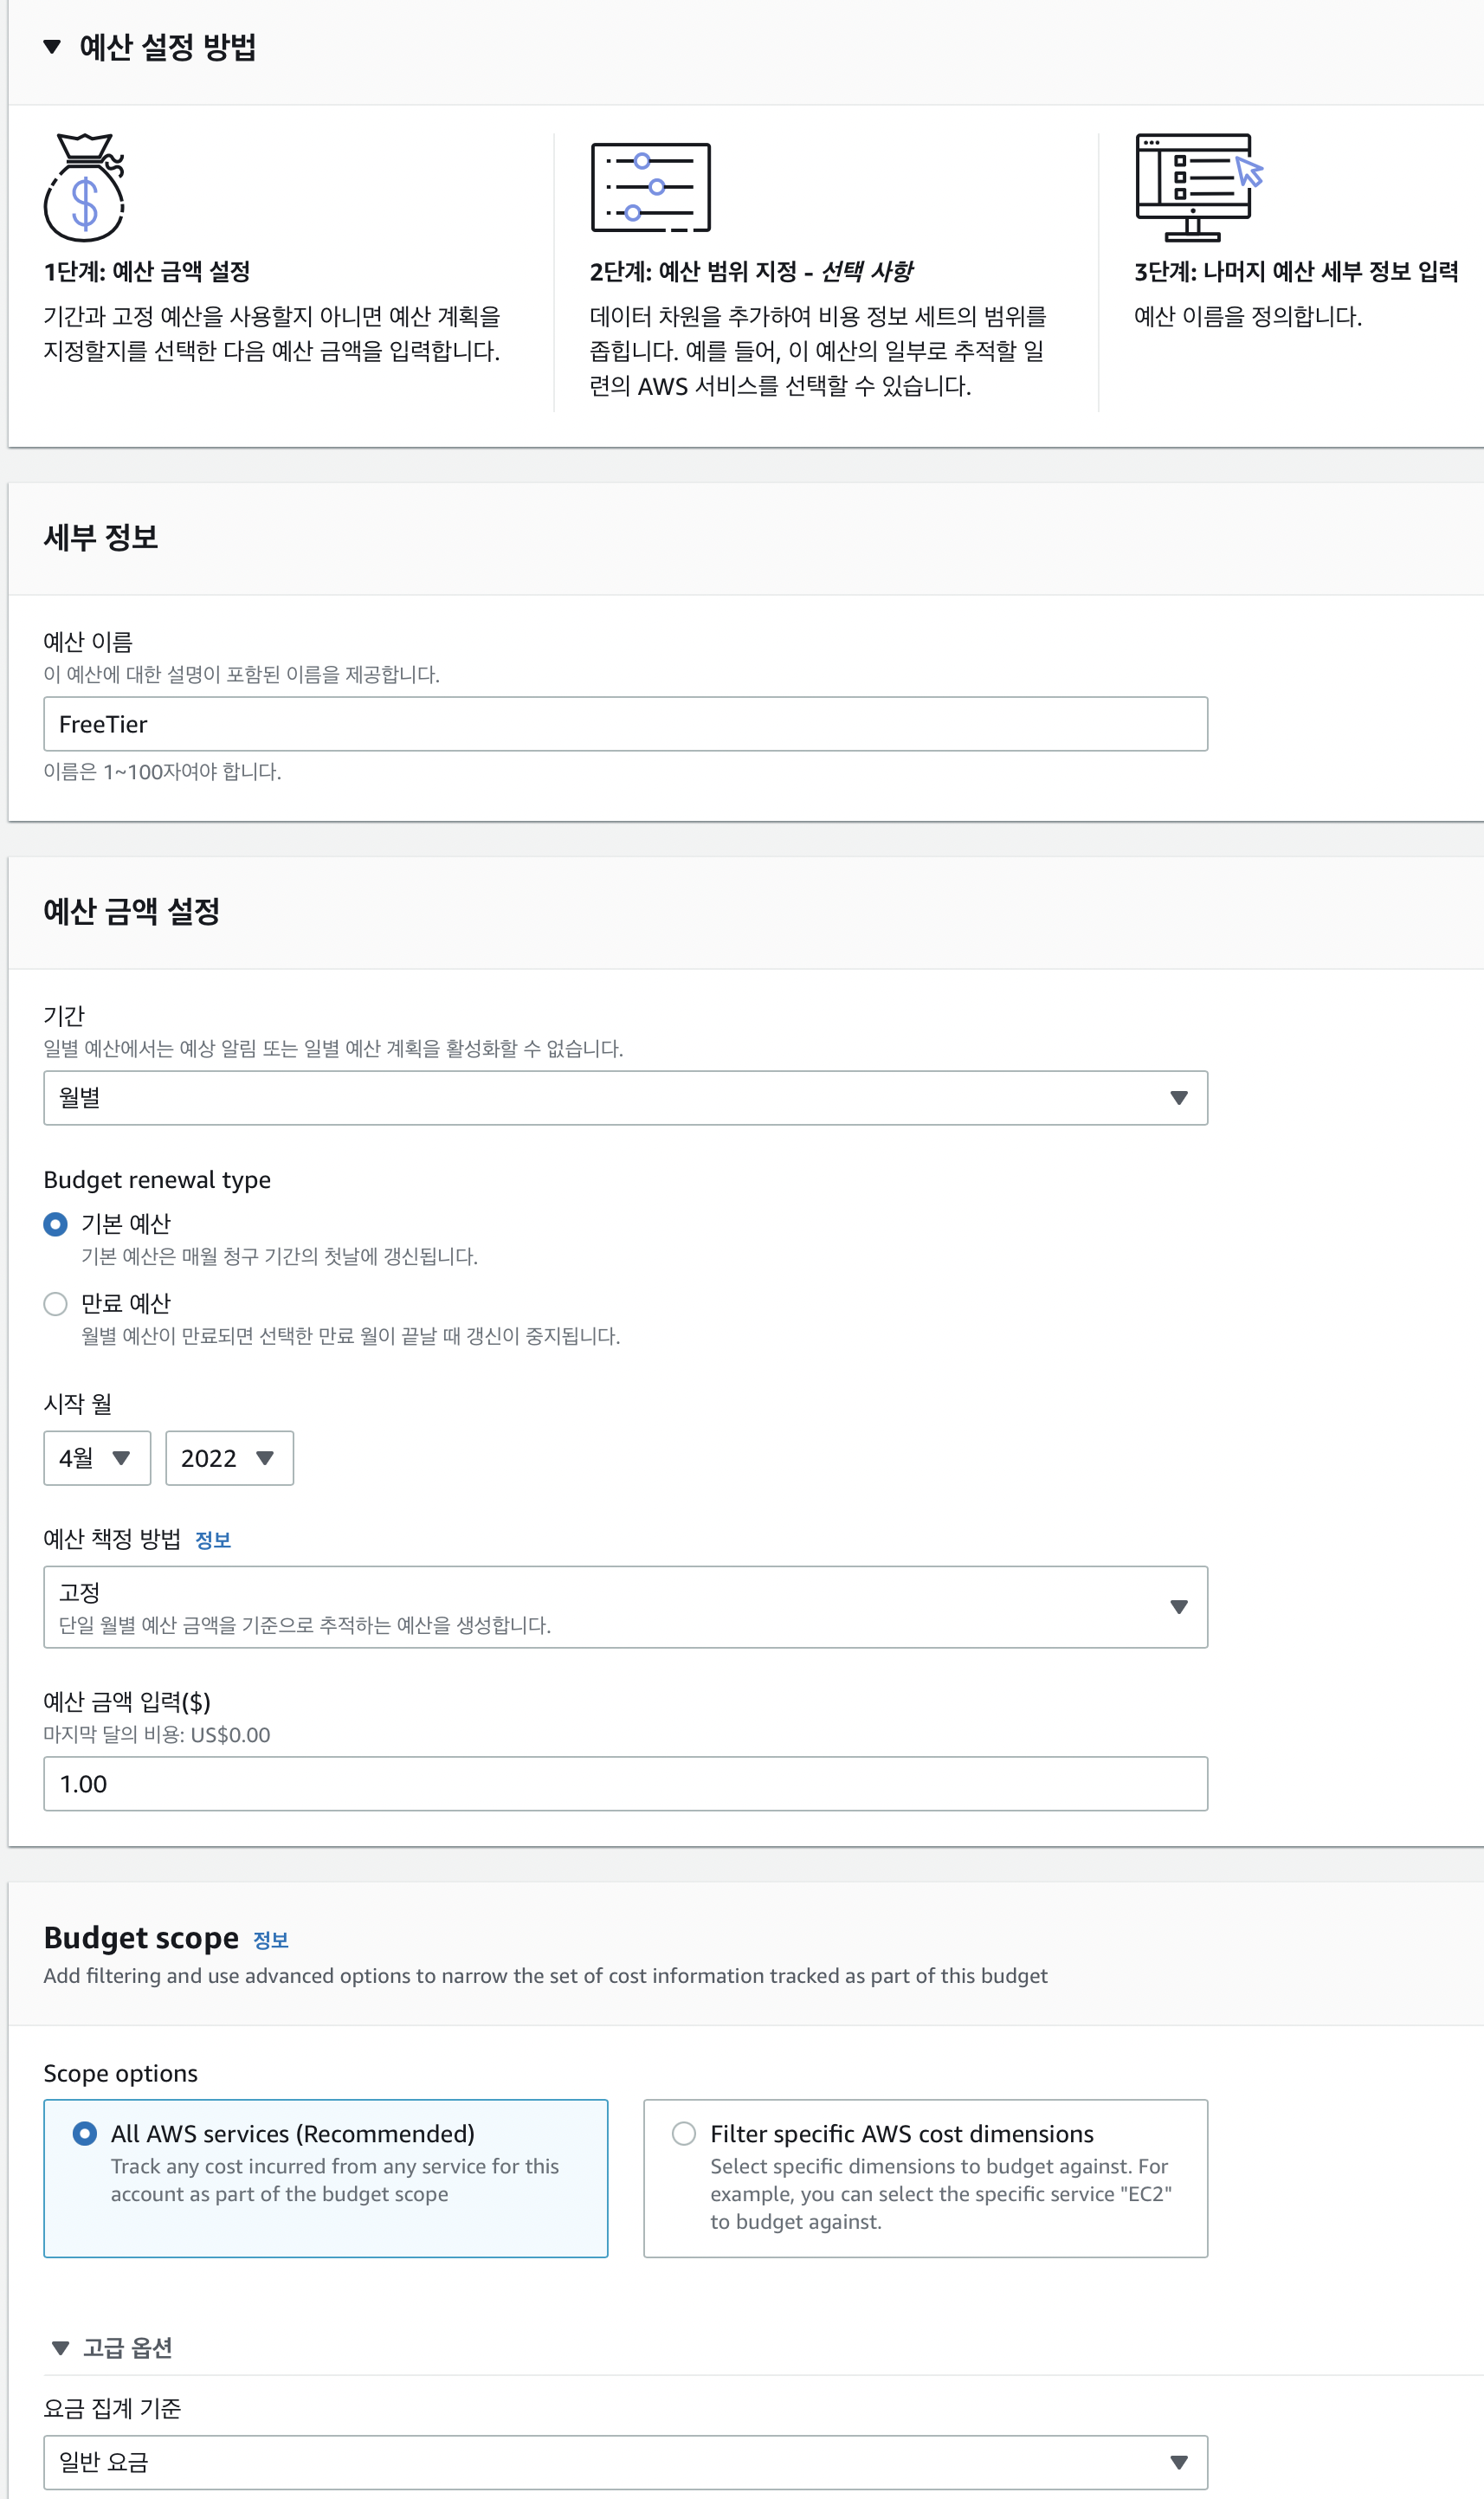 예산 설정 방법
1단계: 예산 금액 설정
기간과 고정 예산을 사용할지 아니면 예산 계획을
지정할지를 선택한 다음 예산 금액을 입력합니다.
2단계: 예산 범위 지정 - 선택 사항
데이터 차원을 추가하여 비용 정보 세트의 범위를
좁힙니다. 예를 들어, 이 예산의 일부로 추적할 일
련의 AWS 서비스를 선택할 수 있습니다.
3단계: 나머지 예산 세부 정보 입력
예산 이름을 정의합니다.
세부 정보
예산 이름
이 예산에 대한 설명이 포함된 이름을 제공합니다.
FreeTier
이름은 1~100자여야 합니다.
예산 금액 설정
기간
일별 예산에서는 예상 알림 또는 일별 예산 계획을 활성화할 수 없습니다.
월별
Budget renewal type
기본 예산
기본 예산은 매월 청구 기간의 첫날에 갱신됩니다.
만료 예산
월별 예산이 만료되면 선택한 만료 월이 끝날 때 갱신이 중지됩니다.
시작 월
4월 2022
예산 책정 방법 정보
고정
단일 월별 예산 금액을 기준으로 추적하는 예산을 생성합니다.
예산 금액 입력($)
마지막 달의 비용: US$0.00
1.00
Budget scope 정보
Add filtering and use advanced options to narrow the set of cost information tracked as part of this budget
Scope options
All AWS services (Recommended)
Track any cost incurred from any service for this
account as part of the budget scope
Filter specific AWS cost dimensions
Select specific dimensions to budget against. For
example, you can select the specific service "EC2"
to budget against.
고급 옵션
요금 집계 기준
일반 요금